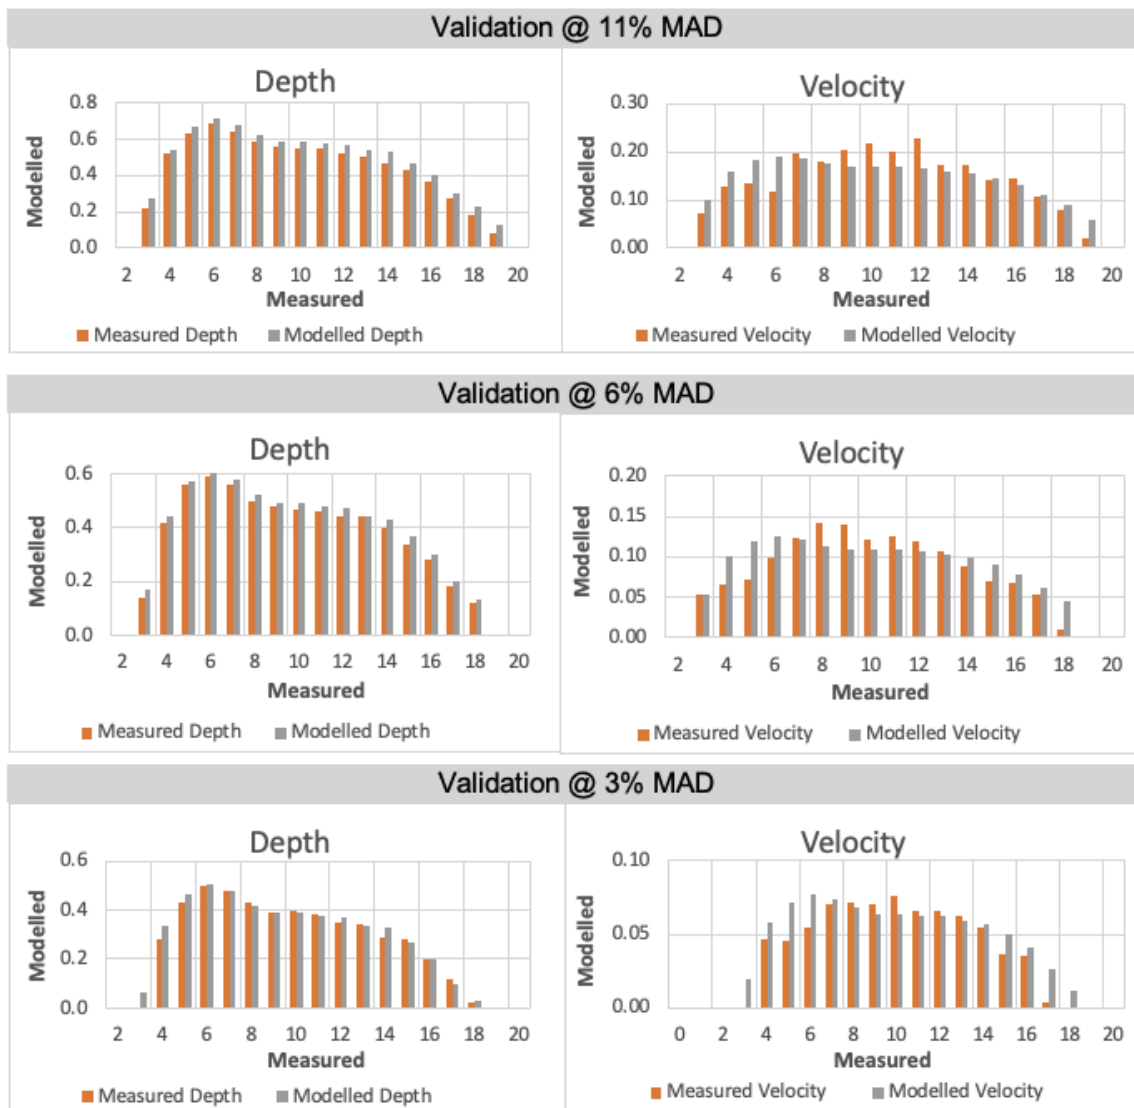 Validation @ 11% MAD
Depth
Modelled
0.8
0.6
0.4
0.2
0.0
2 4 6 8 10 12 14 16 18 20
Measured
Measured Depth Modelled Depth
Velocity
Modelled
0.30
0.20
0.10
0.00
2 4 6 8 10 12 14 16 18 20
Measured
Measured Velocity Modelled Velocity
Validation @ 6% MAD
Depth
Modelled
0.6
0.4
0.2
0.0
2 4 6 8 10 12 14 16 18 20
Measured
Measured Depth Modelled Depth
Velocity
Modelled
0.20
0.15
0.10
0.05
0.00
2 4 6 8 10 12 14 16 18 20
Measured
Measured Velocity Modelled Velocity
Validation @ 3% MAD
Depth
Modelled
0.6
0.4
0.2
0.0
2 4 6 8 10 12 14 16 18 20
Measured
Measured Depth Modelled Depth
Velocity
Modelled
0.10
0.05
0.00
0 2 4 6 8 10 12 14 16 18 20
Measured
Measured Velocity Modelled Velocity